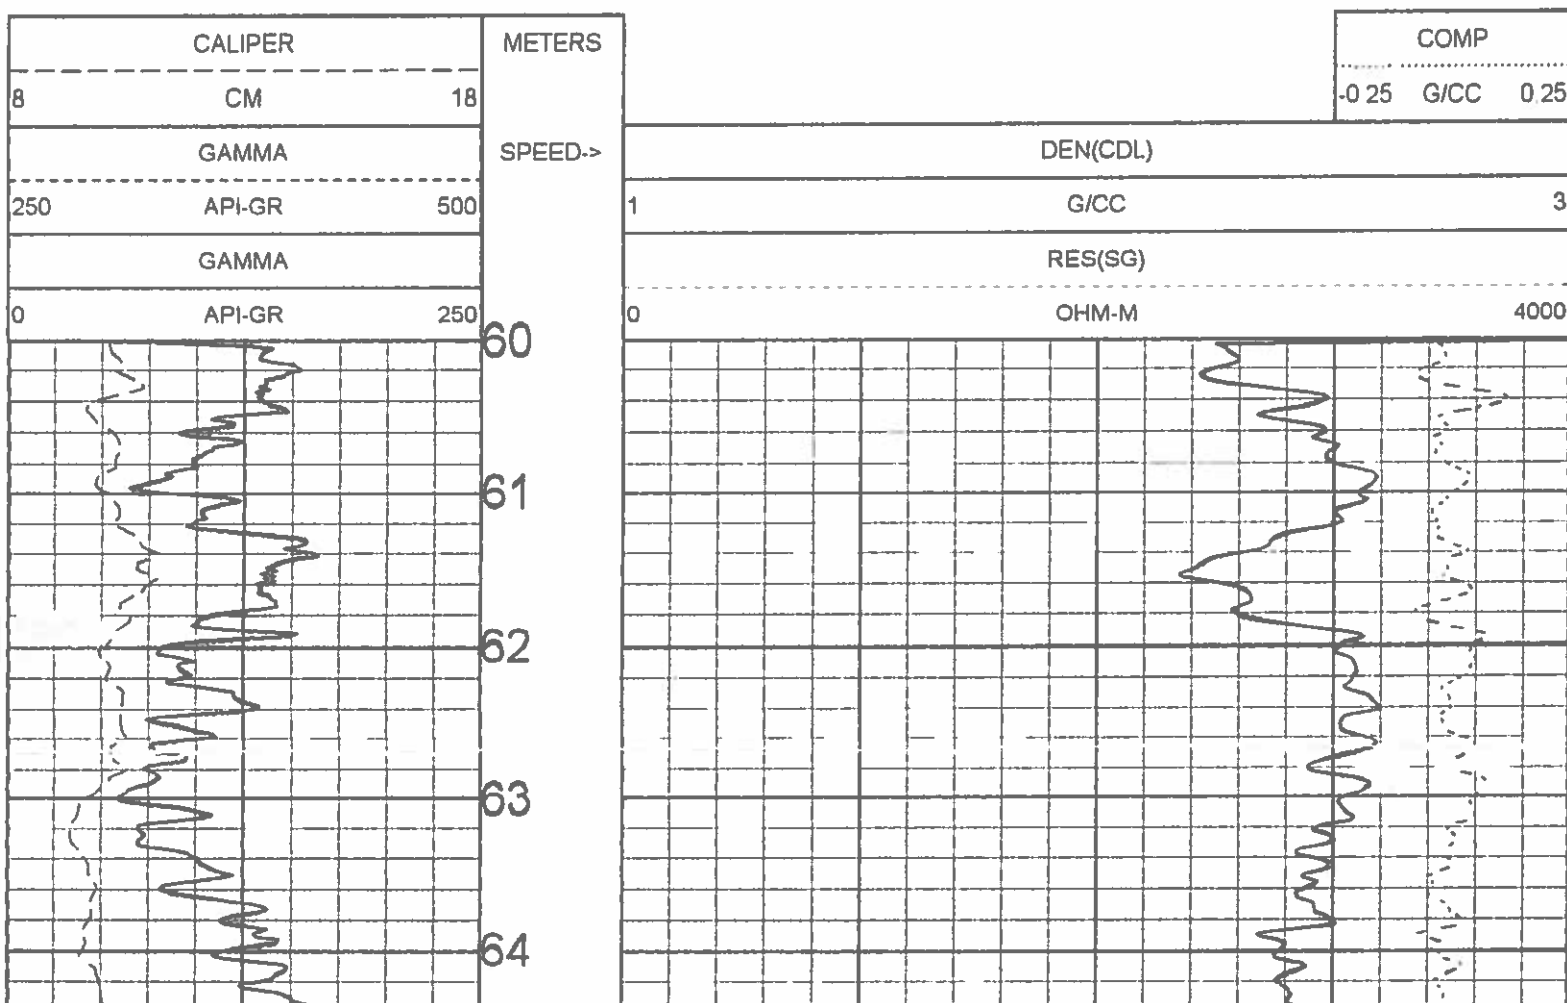 CALIPER
8 CM 18
GAMMA
250 API-GR 500
GAMMA
0 API-GR 250
METERS
SPEED->
COMP
-0 25 G/CC 0.25
DEN(CDL)
1 G/CC 3
RES(SG)
0 OHM-M 4000
60
61
62
63
64